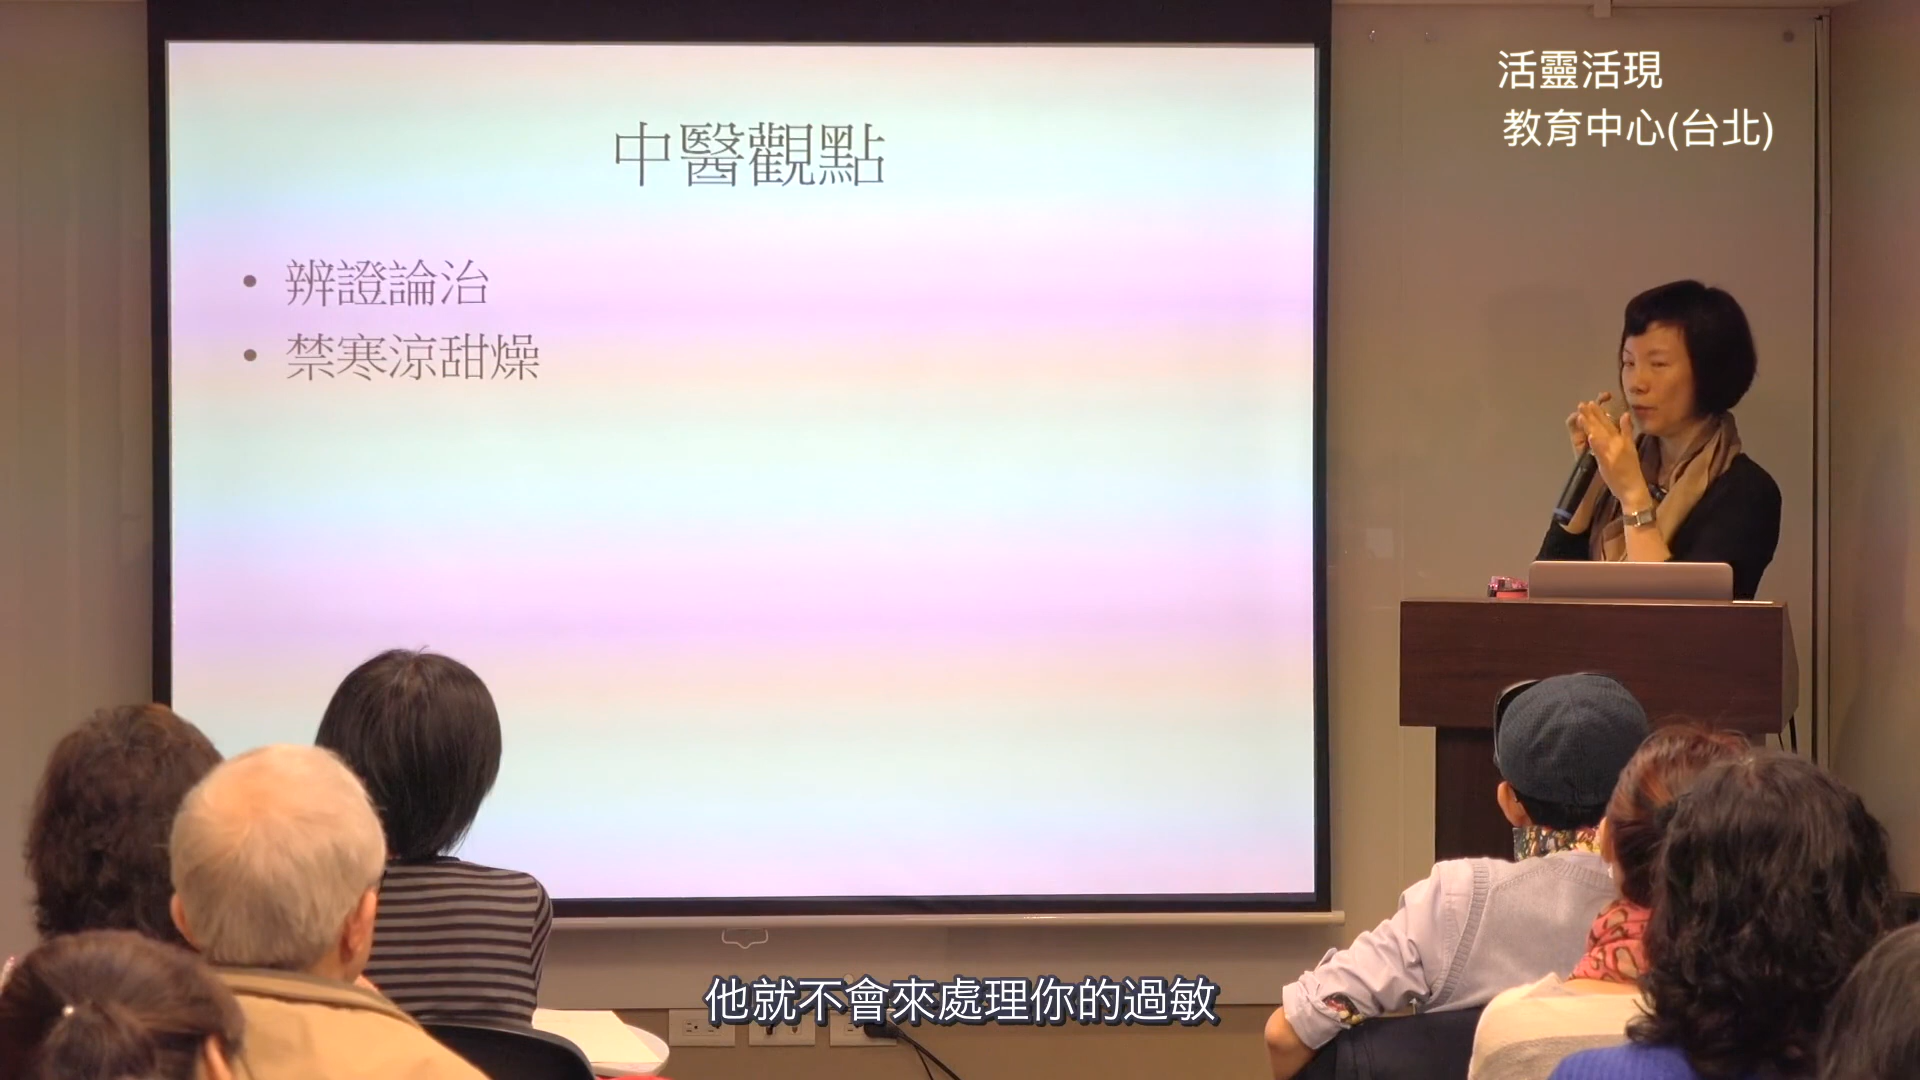 活靈活現
教育中心(台北)
中醫觀點
• 辨證論治
• 禁寒涼甜燥
他就不會來處理你的過敏